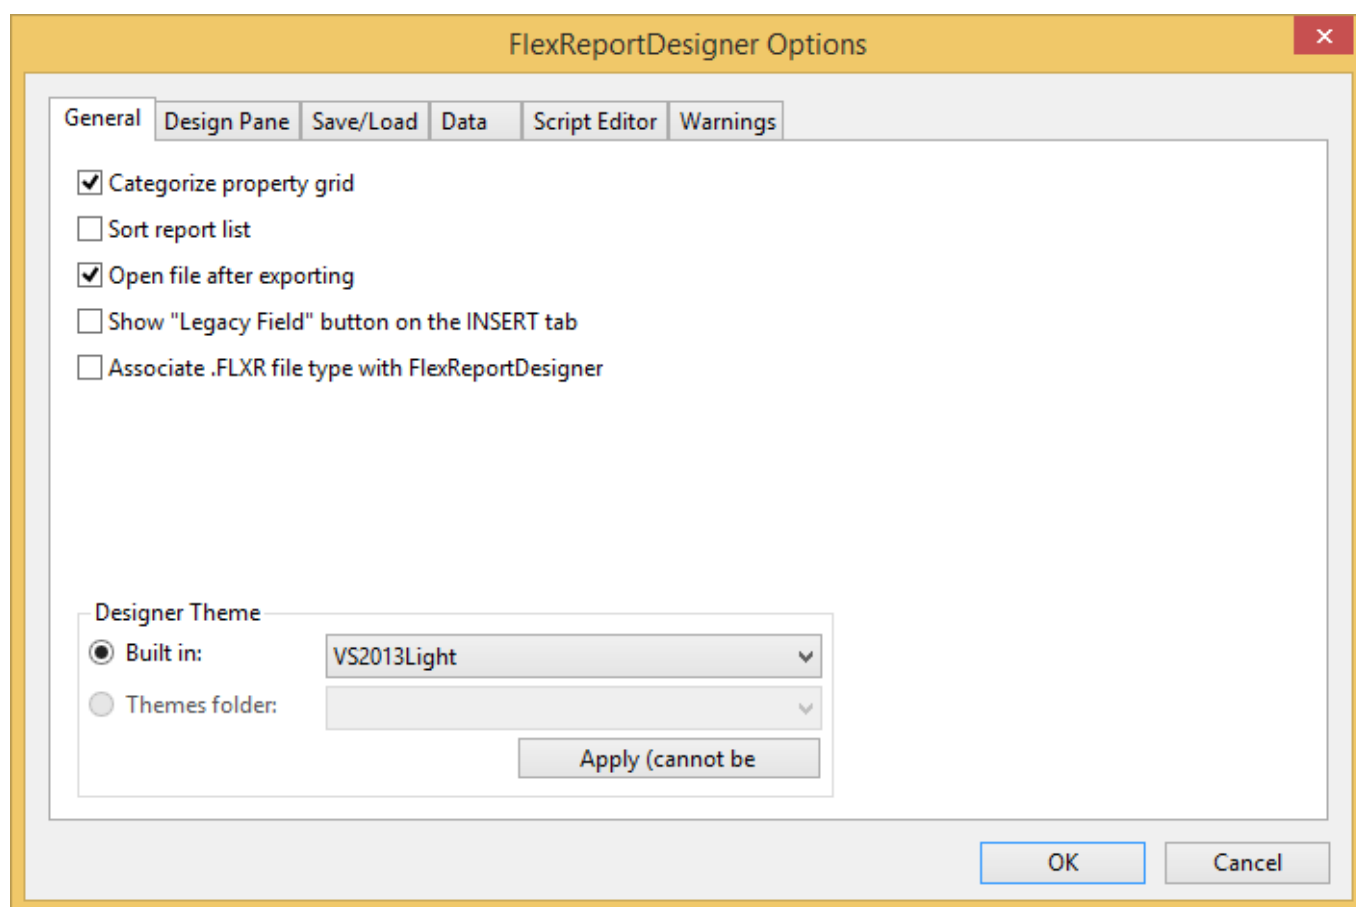 FlexReportDesigner Options
General Design Pane Save/Load Data Script Editor Warnings
Categorize property grid
Sort report list
Open file after exporting
Show "Legacy Field" button on the INSERT tab
Associate .FLXR file type with FlexReportDesigner
Designer Theme
Built in: VS2013Light
Themes folder:
Apply (cannot be
OK Cancel